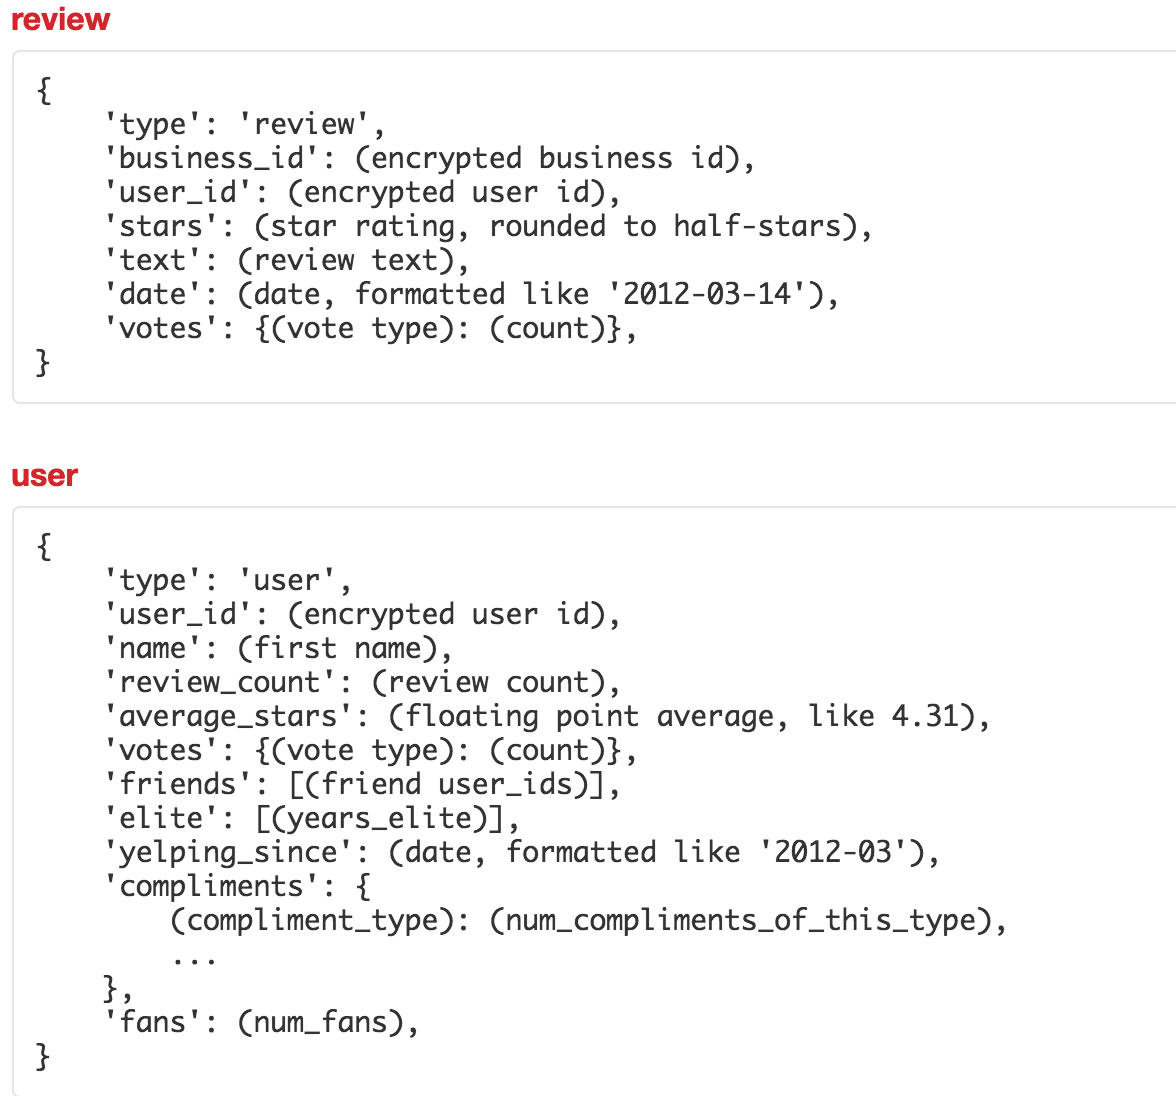 review
{
    'type': 'review',
    'business_id': (encrypted business id),
    'user_id': (encrypted user id),
    'stars': (star rating, rounded to half-stars),
    'text': (review text),
    'date': (date, formatted like '2012-03-14'),
    'votes': {(vote type): (count)},
}
user
{
    'type': 'user',
    'user_id': (encrypted user id),
    'name': (first name),
    'review_count': (review count),
    'average_stars': (floating point average, like 4.31),
    'votes': {(vote type): (count)},
    'friends': [(friend user_ids)],
    'elite': [(years_elite)],
    'yelping_since': (date, formatted like '2012-03'),
    'compliments': {
        (compliment_type): (num_compliments_of_this_type),
        ...
    },
    'fans': (num_fans),
}